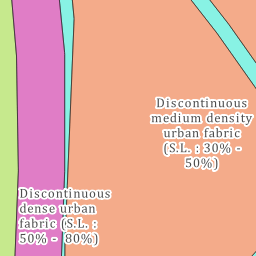 Discontinuous
medium density
urban fabric
(S.L. : 30% -
50%)
Discontinuous
dense urban
fabric (S.L. :
50% - 80%)